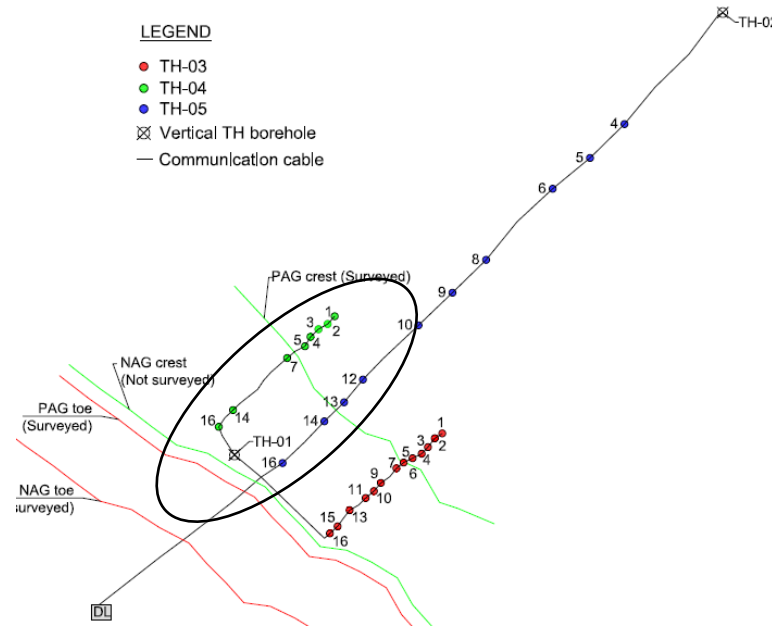 LEGEND
TH-03
TH-04
TH-05
Vertical TH borehole
Communication cable
TH-02
4
5
6
8
9
10
PAG crest (Surveyed)
1
2
3
4
5
7
14
16
NAG crest
(Not surveyed)
PAG toe
(Surveyed)
NAG toe
surveyed)
TH-01
12
13
14
16
1
2
3
4
5
6
7
9
10
11
13
15
16
DL